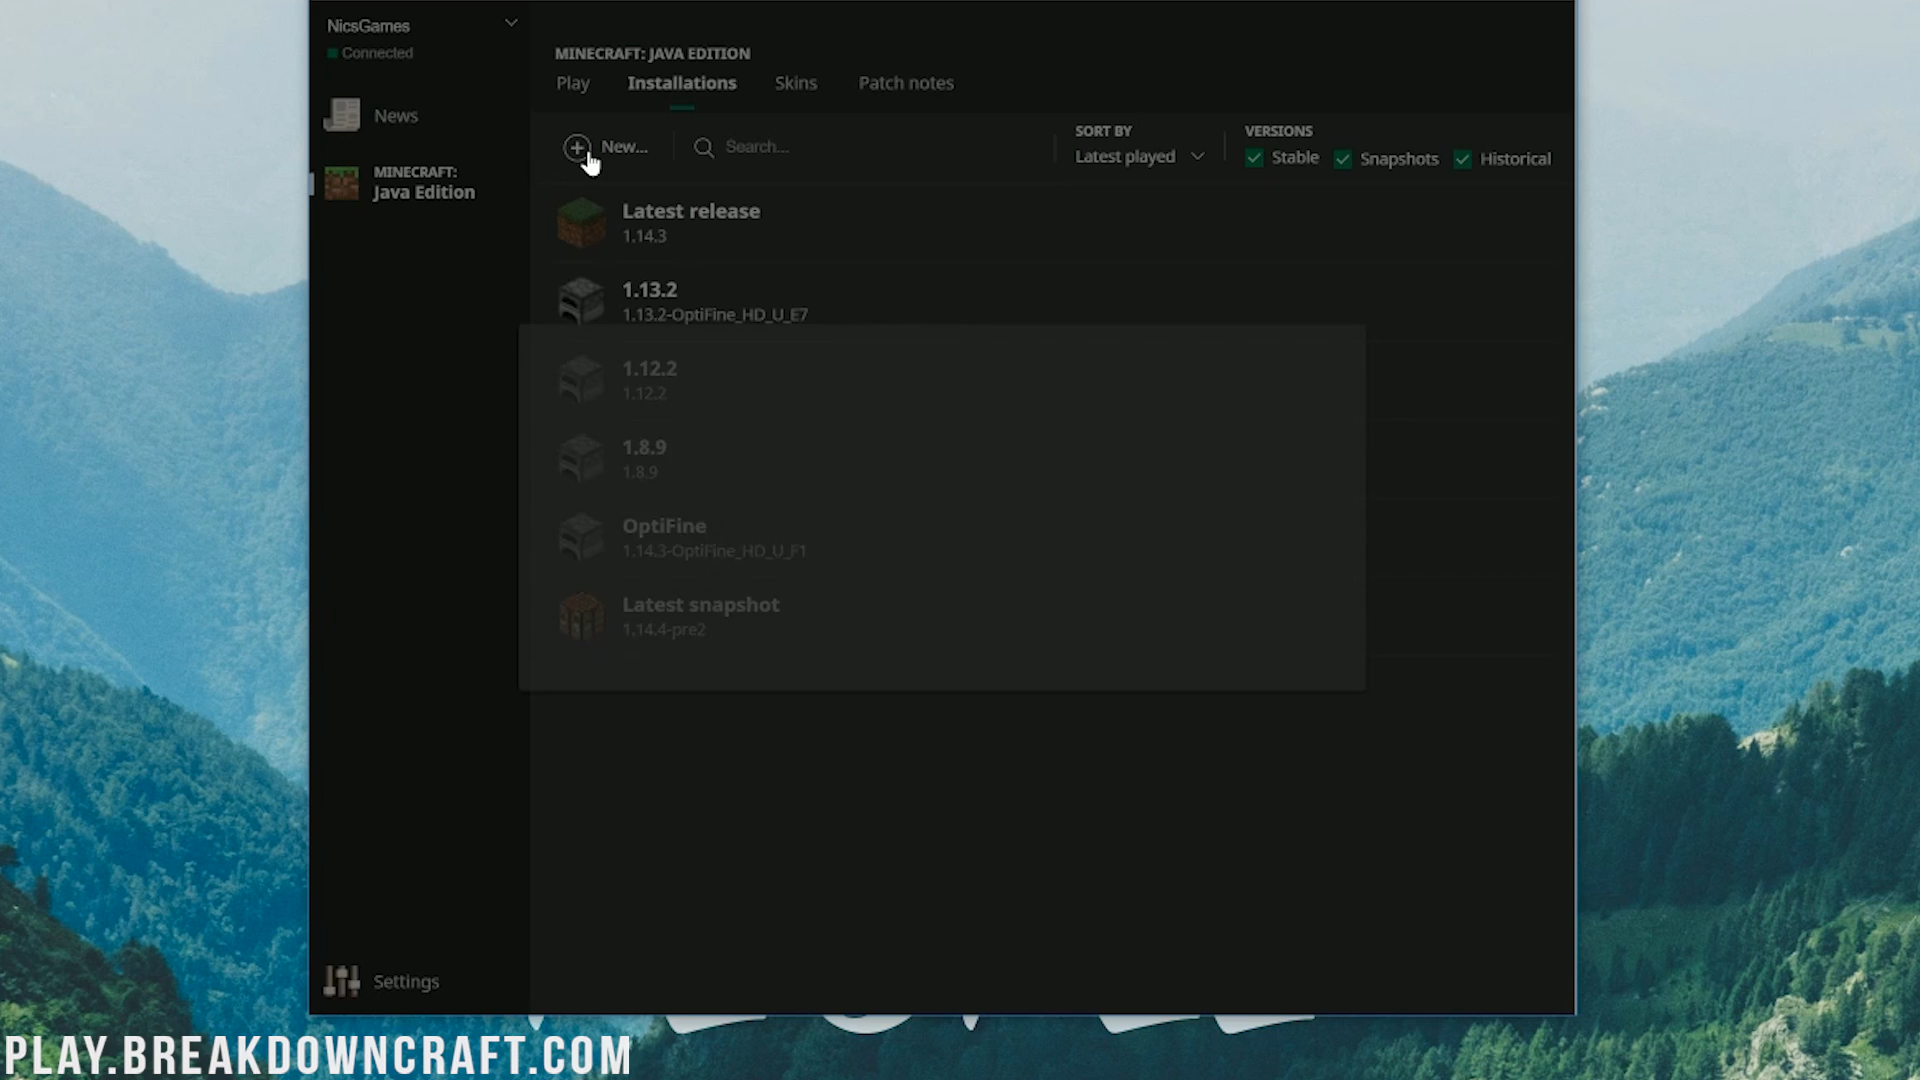 NicsGames
Connected
News
MINECRAFT:
Java Edition
Settings
MINECRAFT: JAVA EDITION
Play Installations Skins Patch notes
New... Search...
SORT BY
Latest played
VERSIONS
Stable Snapshots Historical
Latest release
1.14.3
1.13.2
1.13.2-OptiFine_HD_U_E7
1.12.2
1.12.2
1.8.9
1.8.9
OptiFine
1.14.3-OptiFine_HD_U_F1
Latest snapshot
1.14.4-pre2
PLAY.BREAKDOWNCRAFT.COM